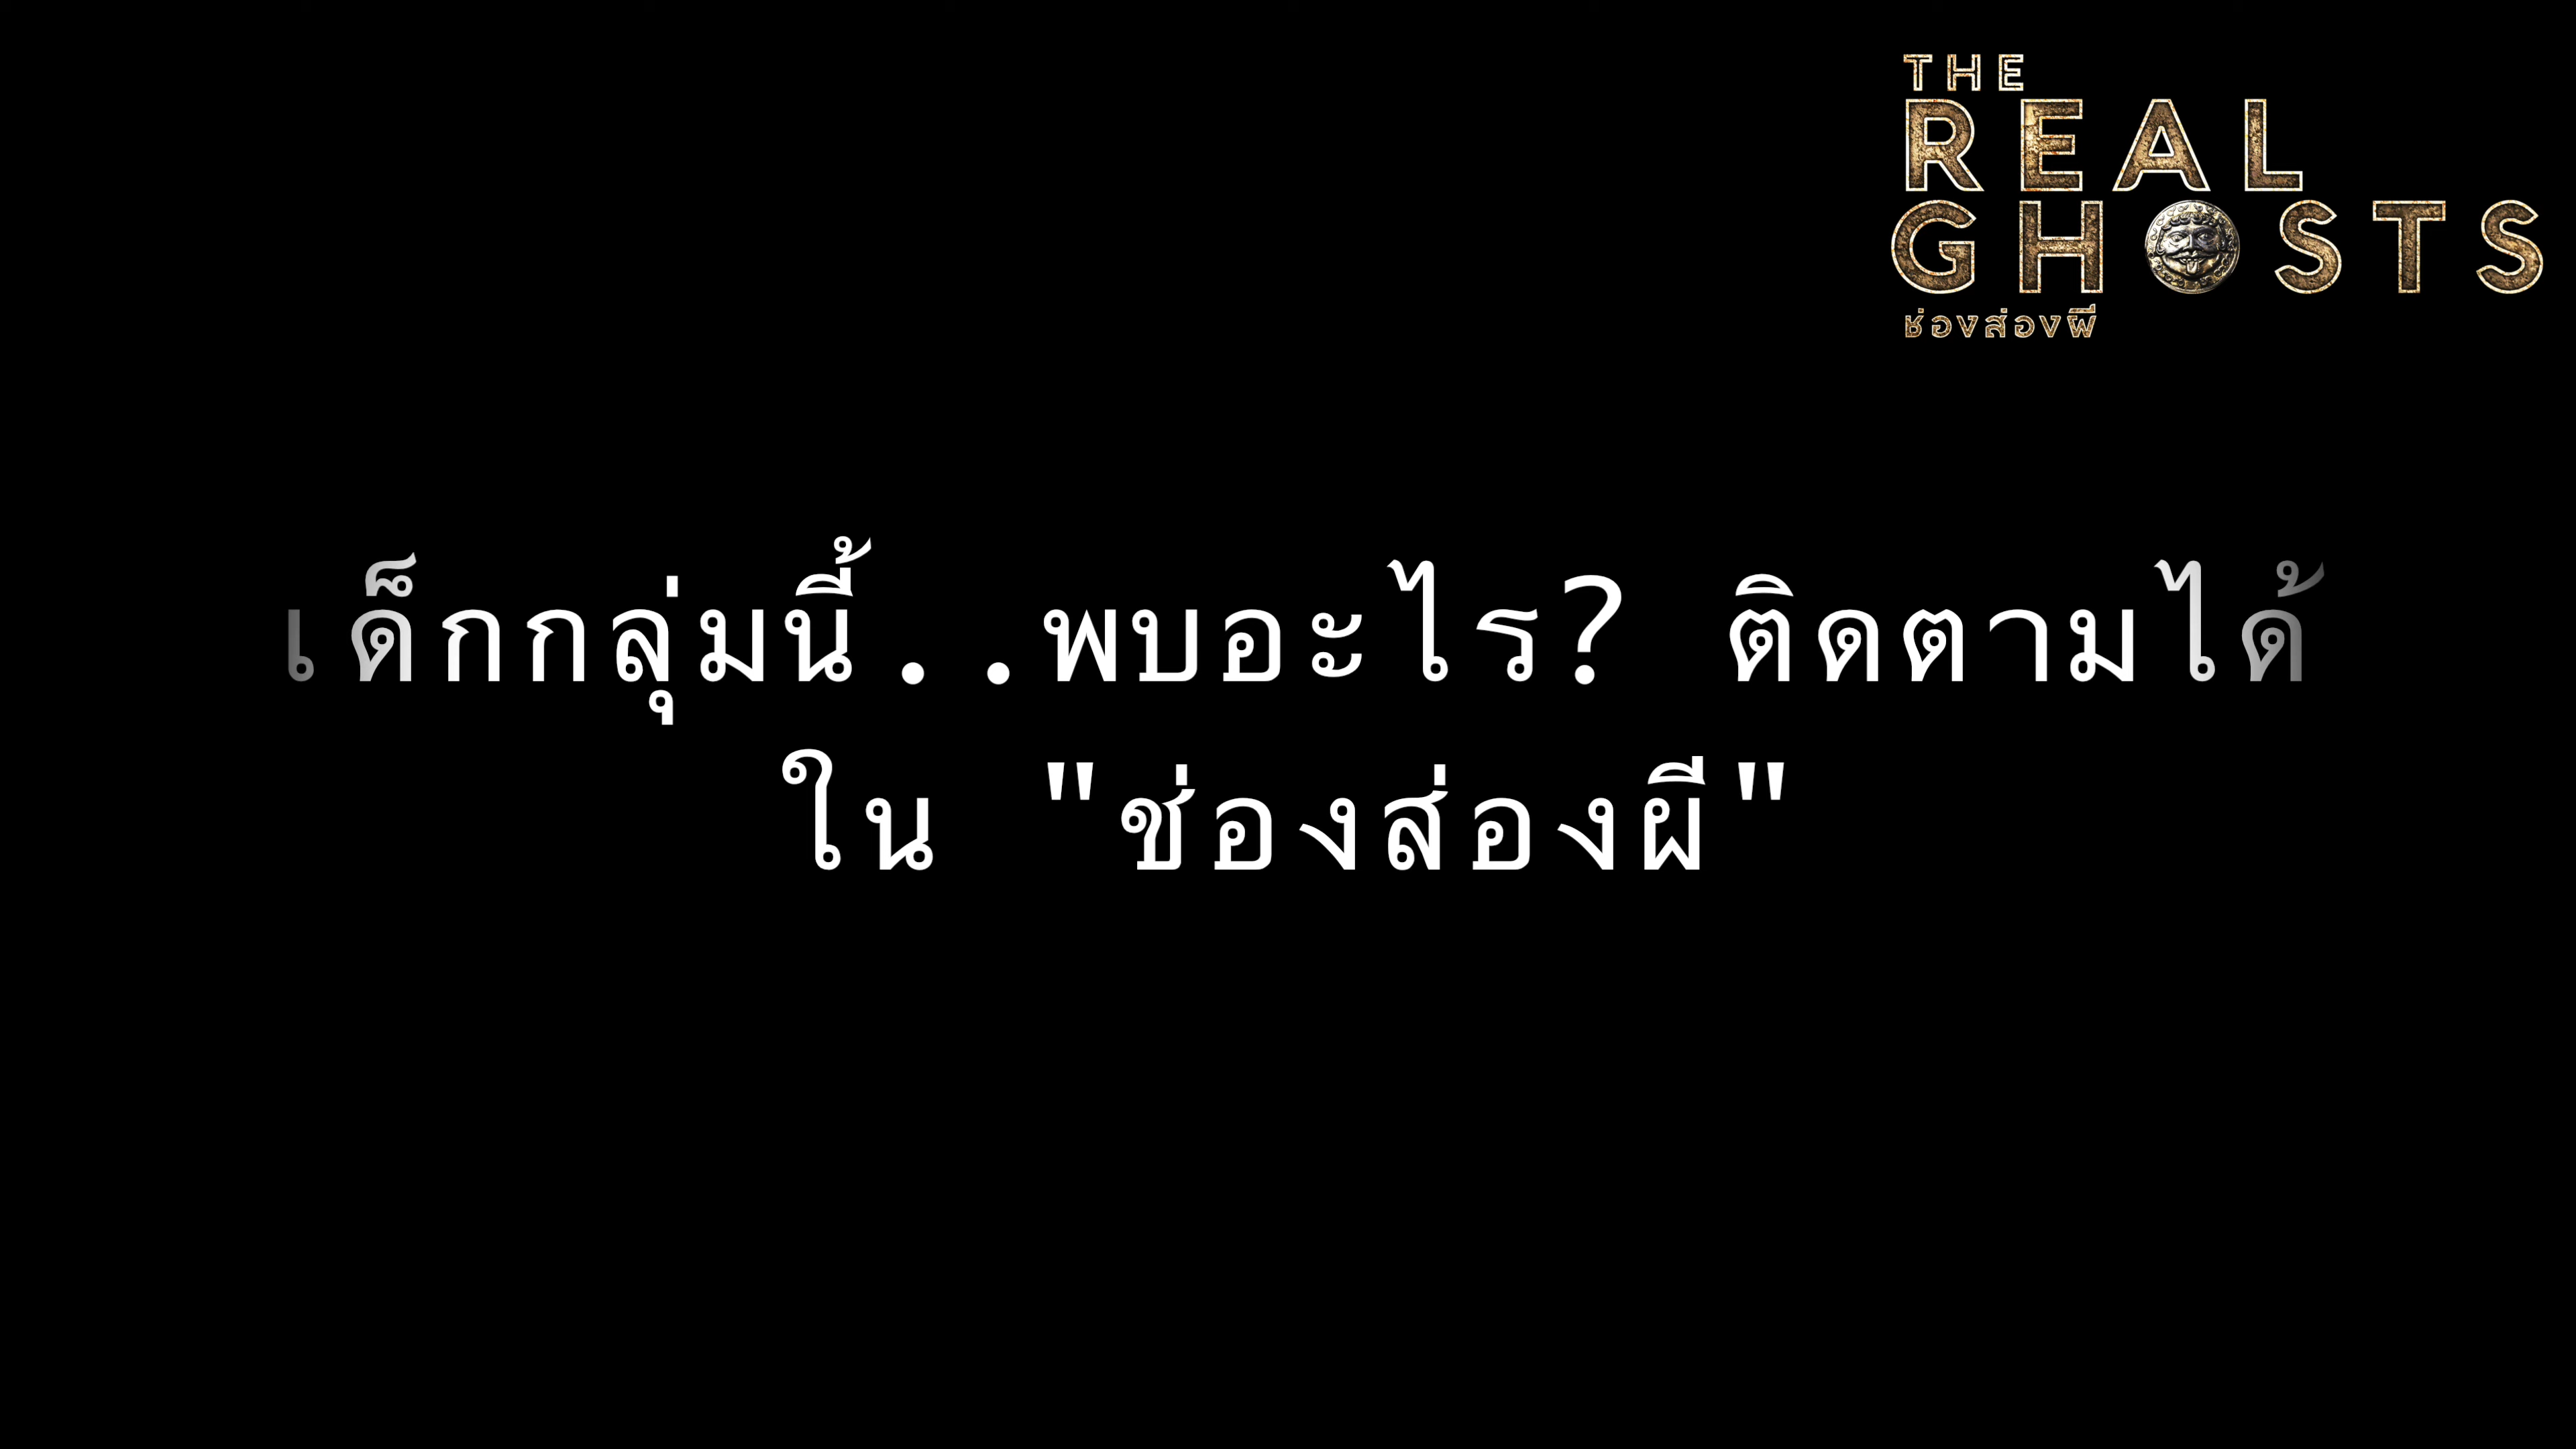 THE
REAL
GHOSTS
ช่องส่องผี
เด็กกลุ่มนี้..พบอะไร? ติดตามได้
ใน "ช่องส่องผี"